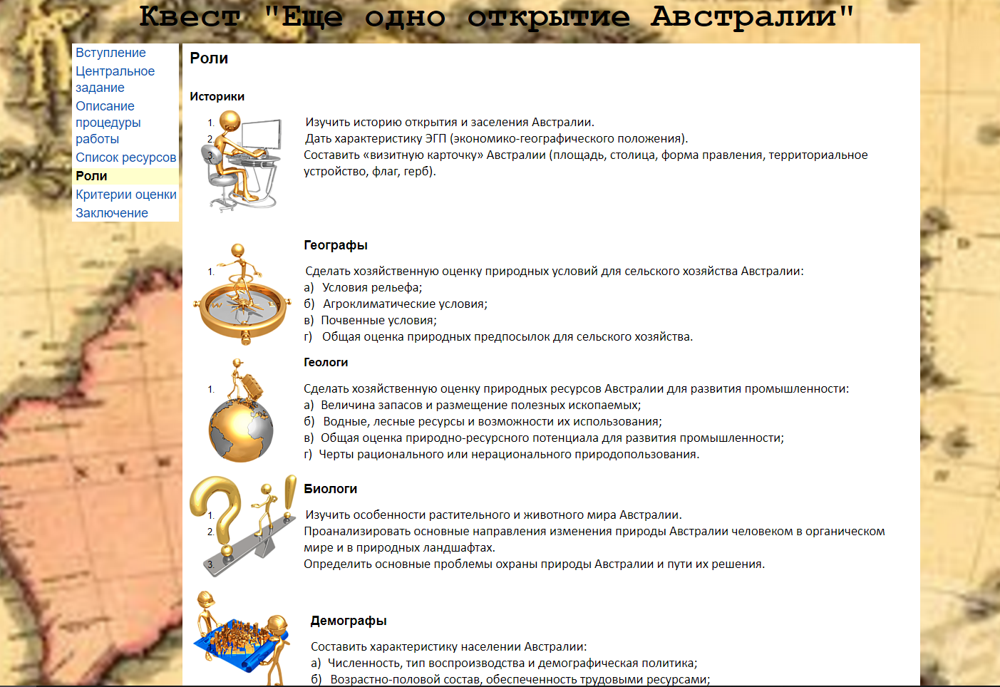 Квест "Еще одно открытие Австралии"
Вступление
Центральное
задание
Описание
процедуры
работы
Список ресурсов
Роли
Критерии оценки
Заключение
Роли
Историки
1. Изучить историю открытия и заселения Австралии.
2. Дать характеристику ЭГП (экономико-географического положения).
3. Составить «визитную карточку» Австралии (площадь, столица, форма правления, территориальное
устройство, флаг, герб).
Географы
1. Сделать хозяйственную оценку природных условий для сельского хозяйства Австралии:
а) Условия рельефа;
б) Агроклиматические условия;
в) Почвенные условия;
г) Общая оценка природных предпосылок для сельского хозяйства.
Геологи
1. Сделать хозяйственную оценку природных ресурсов Австралии для развития промышленности:
а) Величина запасов и размещение полезных ископаемых;
б) Водные, лесные ресурсы и возможности их использования;
в) Общая оценка природно-ресурсного потенциала для развития промышленности;
г) Черты рационального или нерационального природопользования.
Биологи
1. Изучить особенности растительного и животного мира Австралии.
2. Проанализировать основные направления изменения природы Австралии человеком в органическом
мире и в природных ландшафтах.
3. Определить основные проблемы охраны природы Австралии и пути их решения.
Демографы
Составить характеристику населении Австралии:
а) Численность, тип воспроизводства и демографическая политика;
б) Возрастно-половой состав, обеспеченность трудовыми ресурсами;